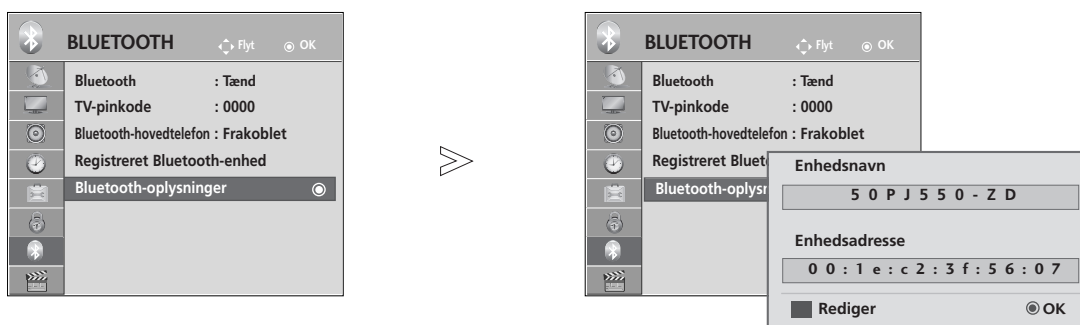 BLUETOOTH Flyt OK
Bluetooth : Tænd
TV-pinkode : 0000
Bluetooth-hovedtelefon : Frakoblet
Registreret Bluetooth-enhed
Bluetooth-oplysninger
BLUETOOTH Flyt OK
Bluetooth : Tænd
TV-pinkode : 0000
Bluetooth-hovedtelefon : Frakoblet
Registreret Bluet
Bluetooth-oplysn
Enhedsnavn
50PJ550-ZD
Enhedsadresse
00:1e:c2:3f:56:07
Rediger OK